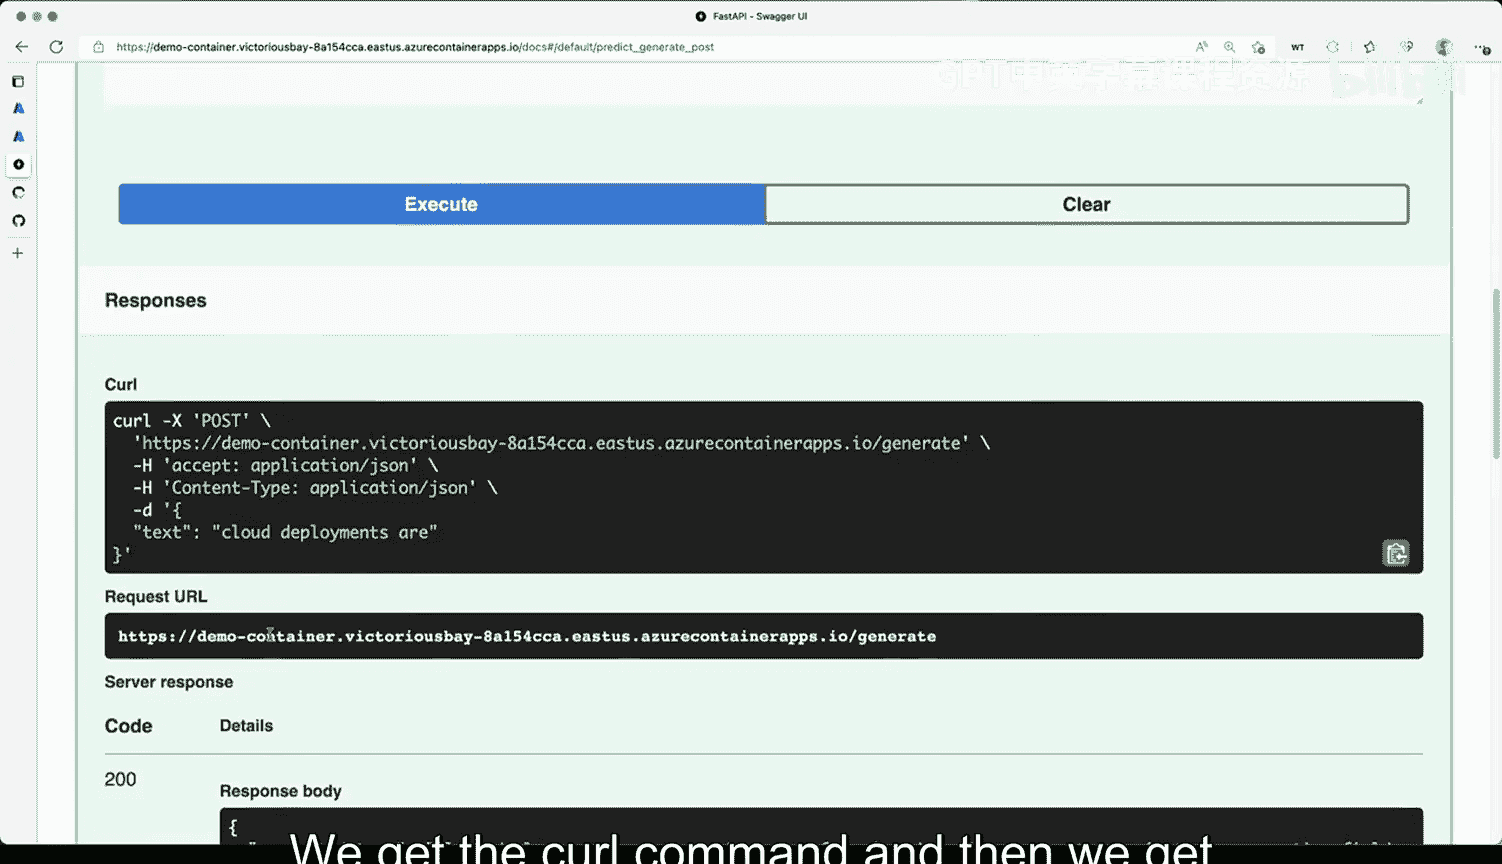 FastAPI - Swagger UI
https://demo-container.victoriousbay-8a154cca.eastus.azurecontainerapps.io/docs#/default/predict_generate_post
WT
Execute
Clear
Responses
Curl
curl -X 'POST' \
'https://demo-container.victoriousbay-8a154cca.eastus.azurecontainerapps.io/generate' \
-H 'accept: application/json' \
-H 'Content-Type: application/json' \
-d '{
"text": "cloud deployments are"
}'
Request URL
https://demo-container.victoriousbay-8a154cca.eastus.azurecontainerapps.io/generate
Server response
Code
Details
200
Response body
{
We get the curl command and then we get